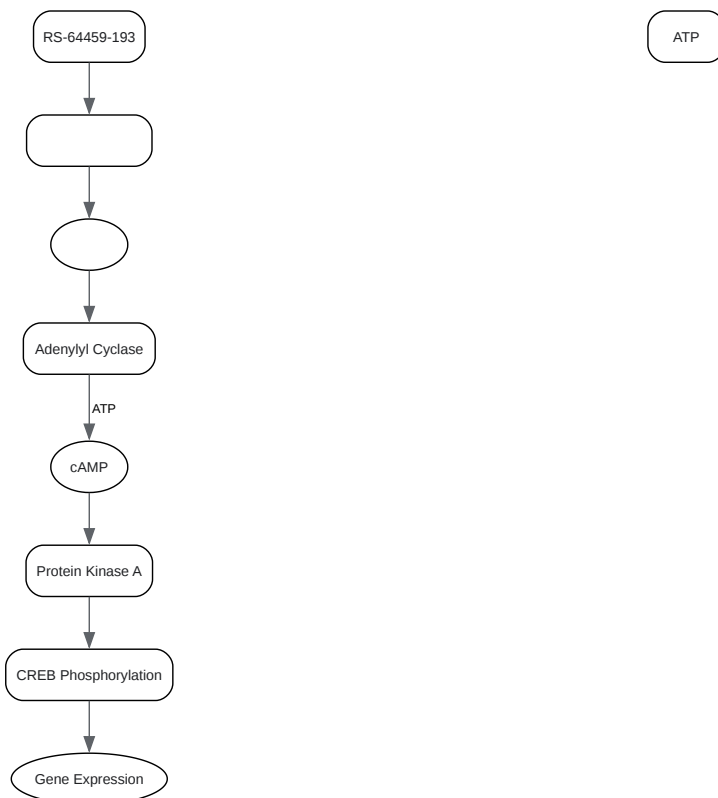 RS-64459-193
ATP
Adenylyl Cyclase
ATP
cAMP
Protein Kinase A
CREB Phosphorylation
Gene Expression